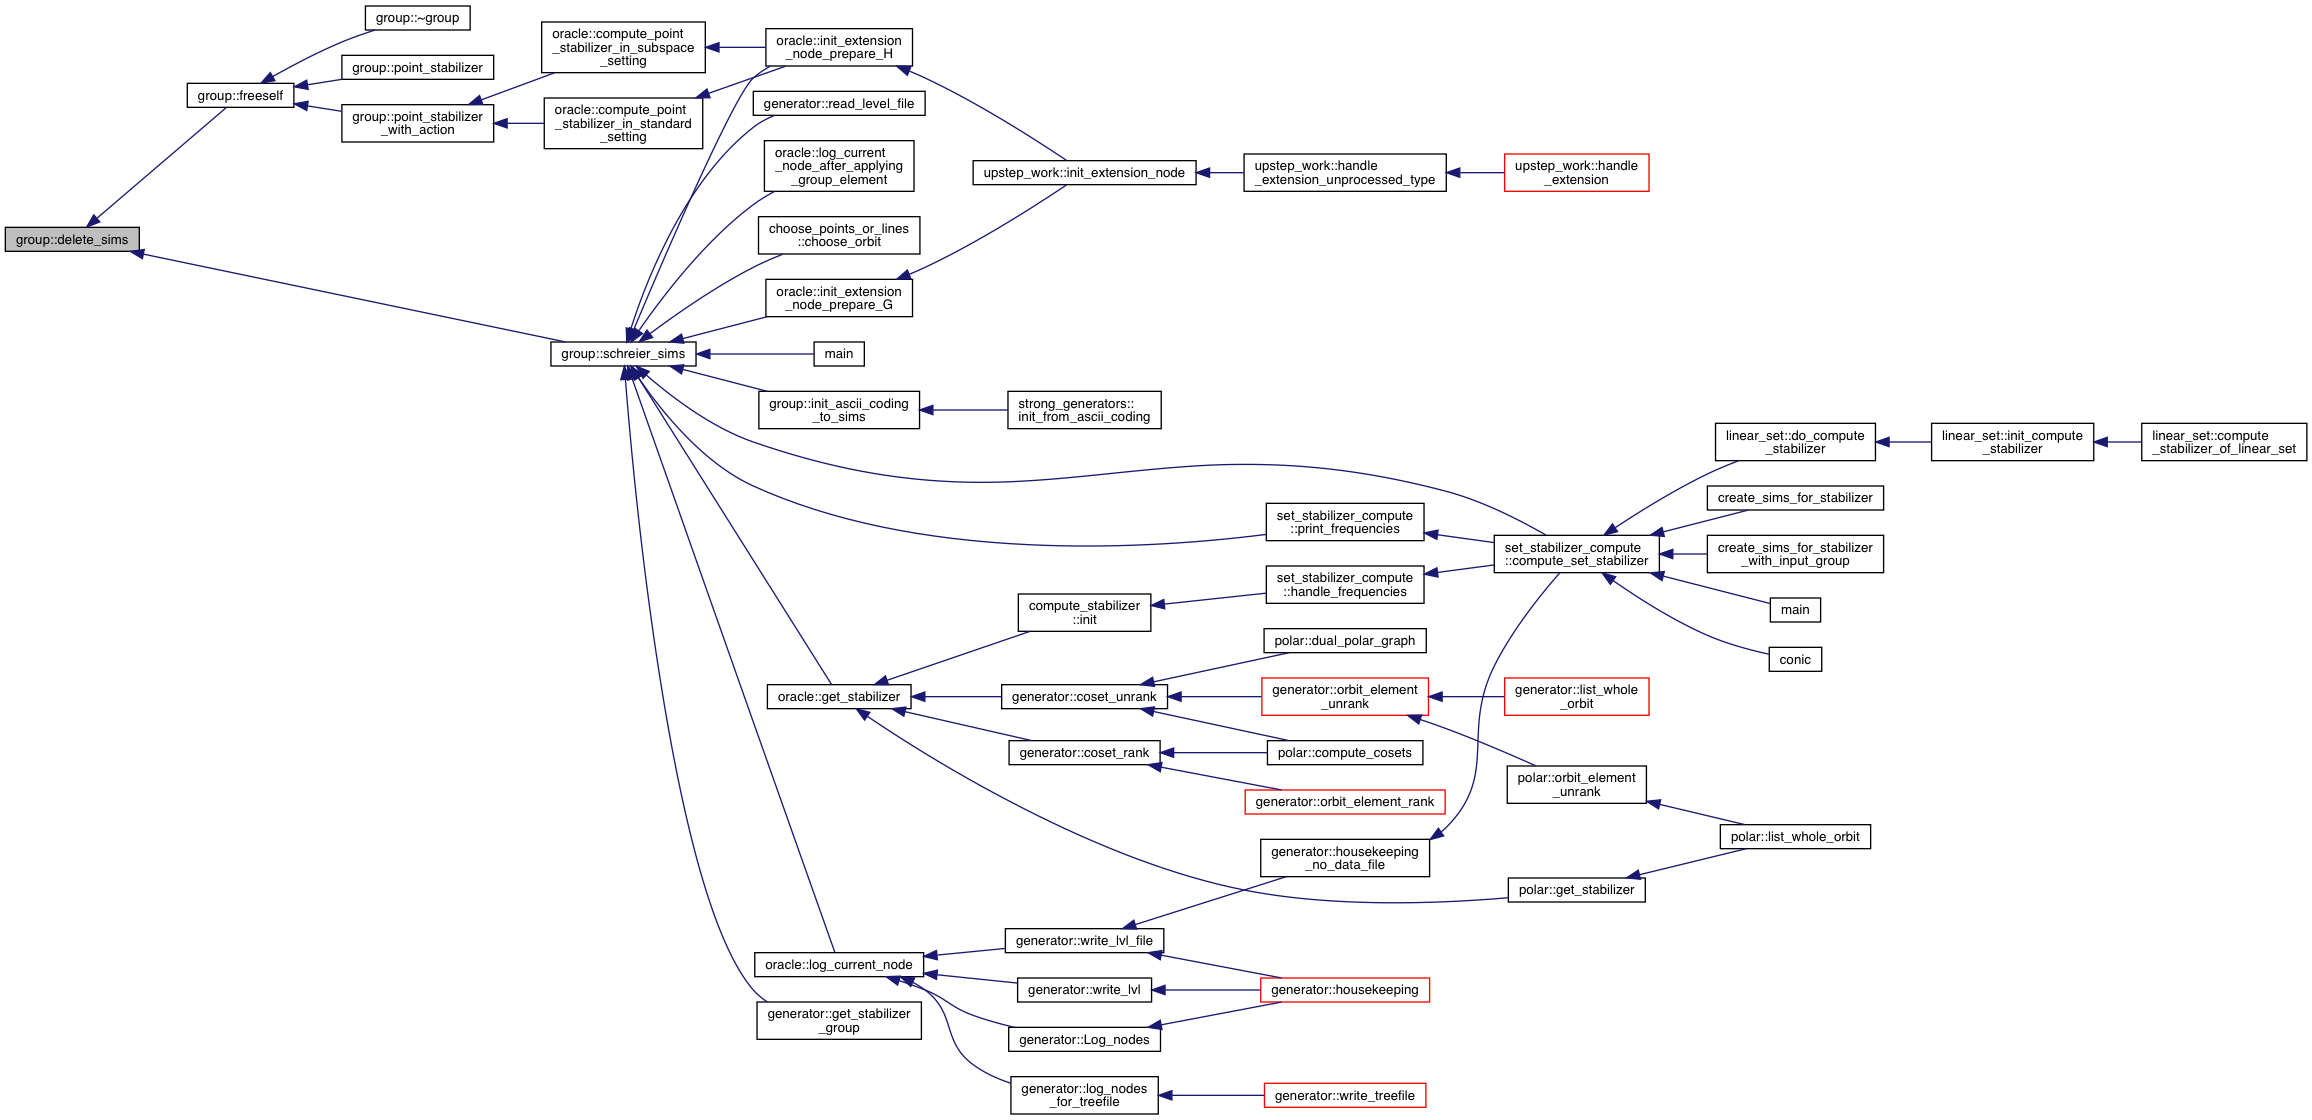 group::~group
group::point_stabilizer
group::freeself
group::point_stabilizer
_with_action
oracle::compute_point
_stabilizer_in_subspace
_setting
oracle::compute_point
_stabilizer_in_standard
_setting
group::delete_sims
oracle::init_extension
_node_prepare_H
generator::read_level_file
oracle::log_current
_node_after_applying
_group_element
choose_points_or_lines
::choose_orbit
oracle::init_extension
_node_prepare_G
upstep_work::init_extension_node
upstep_work::handle
_extension_unprocessed_type
upstep_work::handle
_extension
group::schreier_sims
main
group::init_ascii_coding
_to_sims
strong_generators::
init_from_ascii_coding
linear_set::do_compute
_stabilizer
linear_set::init_compute
_stabilizer
linear_set::compute
_stabilizer_of_linear_set
create_sims_for_stabilizer
set_stabilizer_compute
::print_frequencies
set_stabilizer_compute
::compute_set_stabilizer
create_sims_for_stabilizer
_with_input_group
set_stabilizer_compute
::handle_frequencies
compute_stabilizer
::init
main
conic
polar::dual_polar_graph
oracle::get_stabilizer
generator::coset_unrank
generator::orbit_element
_unrank
generator::list_whole
_orbit
generator::coset_rank
polar::compute_cosets
generator::orbit_element_rank
polar::orbit_element
_unrank
polar::list_whole_orbit
generator::housekeeping
_no_data_file
polar::get_stabilizer
generator::write_lvl_file
oracle::log_current_node
generator::write_lvl
generator::housekeeping
generator::get_stabilizer
_group
generator::Log_nodes
generator::log_nodes
_for_treefile
generator::write_treefile